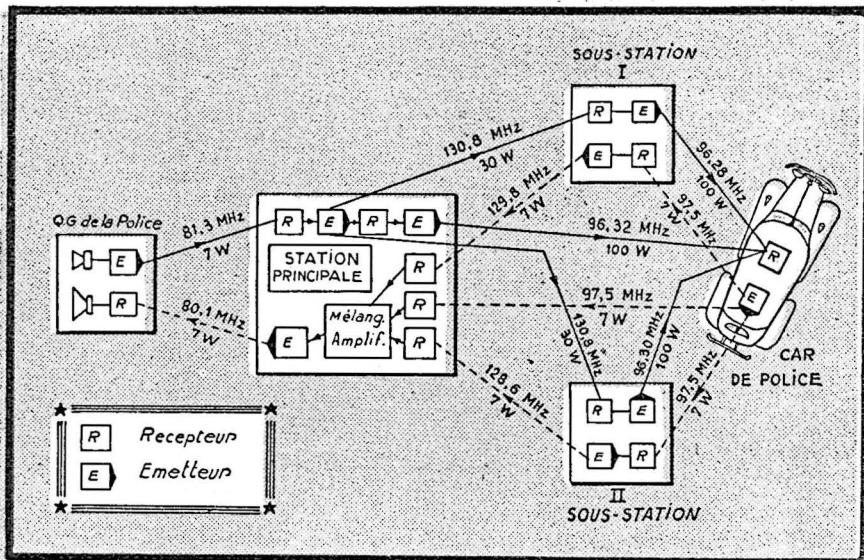 SOUS-STATION
I
R E
E R
130,8 MHz
30 W
129,8 MHz
7 W
96,28 MHz
100 W
97,5 MHz
7 W
Q.G de la Police
E
R
81,3 MHz
7 W
80,1 MHz
7 W
R E R E
STATION
PRINCIPALE
R
R
R
Mélang.
Amplif.
E
96,32 MHz
100 W
97,5 MHz
7 W
130,8 MHz
30 W
96,30 MHz
100 W
128,6 MHz
7 W
97,5 MHz
7 W
R
E
CAR
DE POLICE
R E
E R
II
SOUS-STATION
R Recepteur
E Emetteur